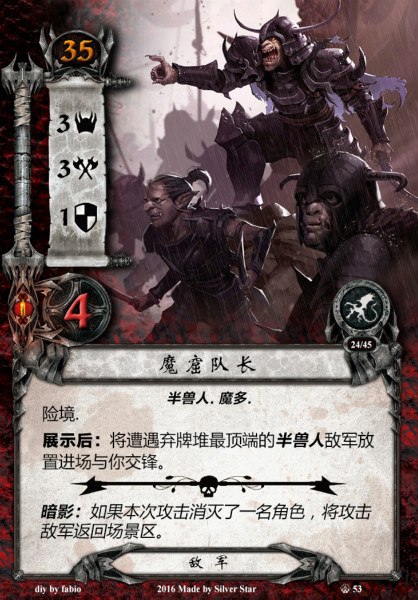 35
3
3
1
4
24/45
魔窟队长
半兽人. 魔多.
险境.
展示后：将遭遇弃牌堆最顶端的半兽人敌军放
置进场与你交锋。
暗影：如果本次攻击消灭了一名角色，将攻击
敌军返回场景区。
敌军
diy by fabio 2016 Made by Silver Star 53